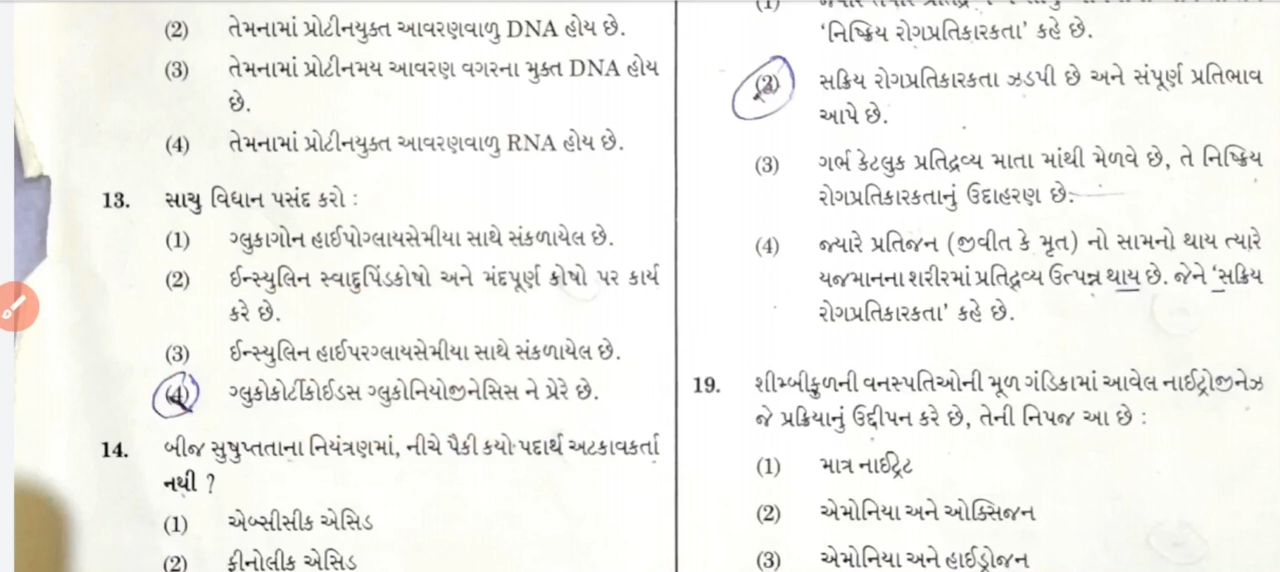 (2) તેમનામાં પ્રોટીનયુક્ત આવરણવાળુ DNA હોય છે.
(3) તેમનામાં પ્રોટીનમય આવરણ વગરના મુક્ત DNA હોય
છે.
(4) તેમનામાં પ્રોટીનયુક્ત આવરણવાળુ RNA હોય છે.
13. સાચુ વિધાન પસંદ કરો :
(1) ગ્લુકાગોન હાઈપોગ્લાયસેમીયા સાથે સંકળાયેલ છે.
(2) ઈન્સ્યુલિન સ્વાદુપિંડકોષો અને મંદપૂર્ણ કોષો પર કાર્ય
કરે છે.
(3) ઈન્સ્યુલિન હાઈપરગ્લાયસેમીયા સાથે સંકળાયેલ છે.
(4) ગ્લુકોકોર્ટીકોઈડસ ગ્લુકોનિયોજીનેસિસ ને પ્રેરે છે.
14. બીજ સુષુપ્તતાના નિયંત્રણમાં, નીચે પૈકી કયો પદાર્થ અટકાવકર્તા
નથી ?
(1) એબ્સીસીક એસિડ
(2) ફીનોલીક એસિડ
(1)
'નિષ્ક્રિય રોગપ્રતિકારકતા' કહે છે.
(2) સક્રિય રોગપ્રતિકારકતા ઝડપી છે અને સંપૂર્ણ પ્રતિભાવ
આપે છે.
(3) ગર્ભ કેટલુક પ્રતિદ્રવ્ય માતા માંથી મેળવે છે, તે નિષ્ક્રિય
રોગપ્રતિકારકતાનું ઉદાહરણ છે.
(4) જ્યારે પ્રતિજન (જીવીત કે મૃત) નો સામનો થાય ત્યારે
યજમાનના શરીરમાં પ્રતિદ્રવ્ય ઉત્પન્ન થાય છે. જેને 'સક્રિય
રોગપ્રતિકારકતા' કહે છે.
19. શીમ્બીકુળની વનસ્પતિઓની મૂળ ગંડિકામાં આવેલ નાઈટ્રોજીનેઝ
જે પ્રક્રિયાનું ઉદ્દીપન કરે છે, તેની નિપજ આ છે :
(1) માત્ર નાઈટ્રેટ
(2) એમોનિયા અને ઓક્સિજન
(3) એમોનિયા અને હાઈડ્રોજન